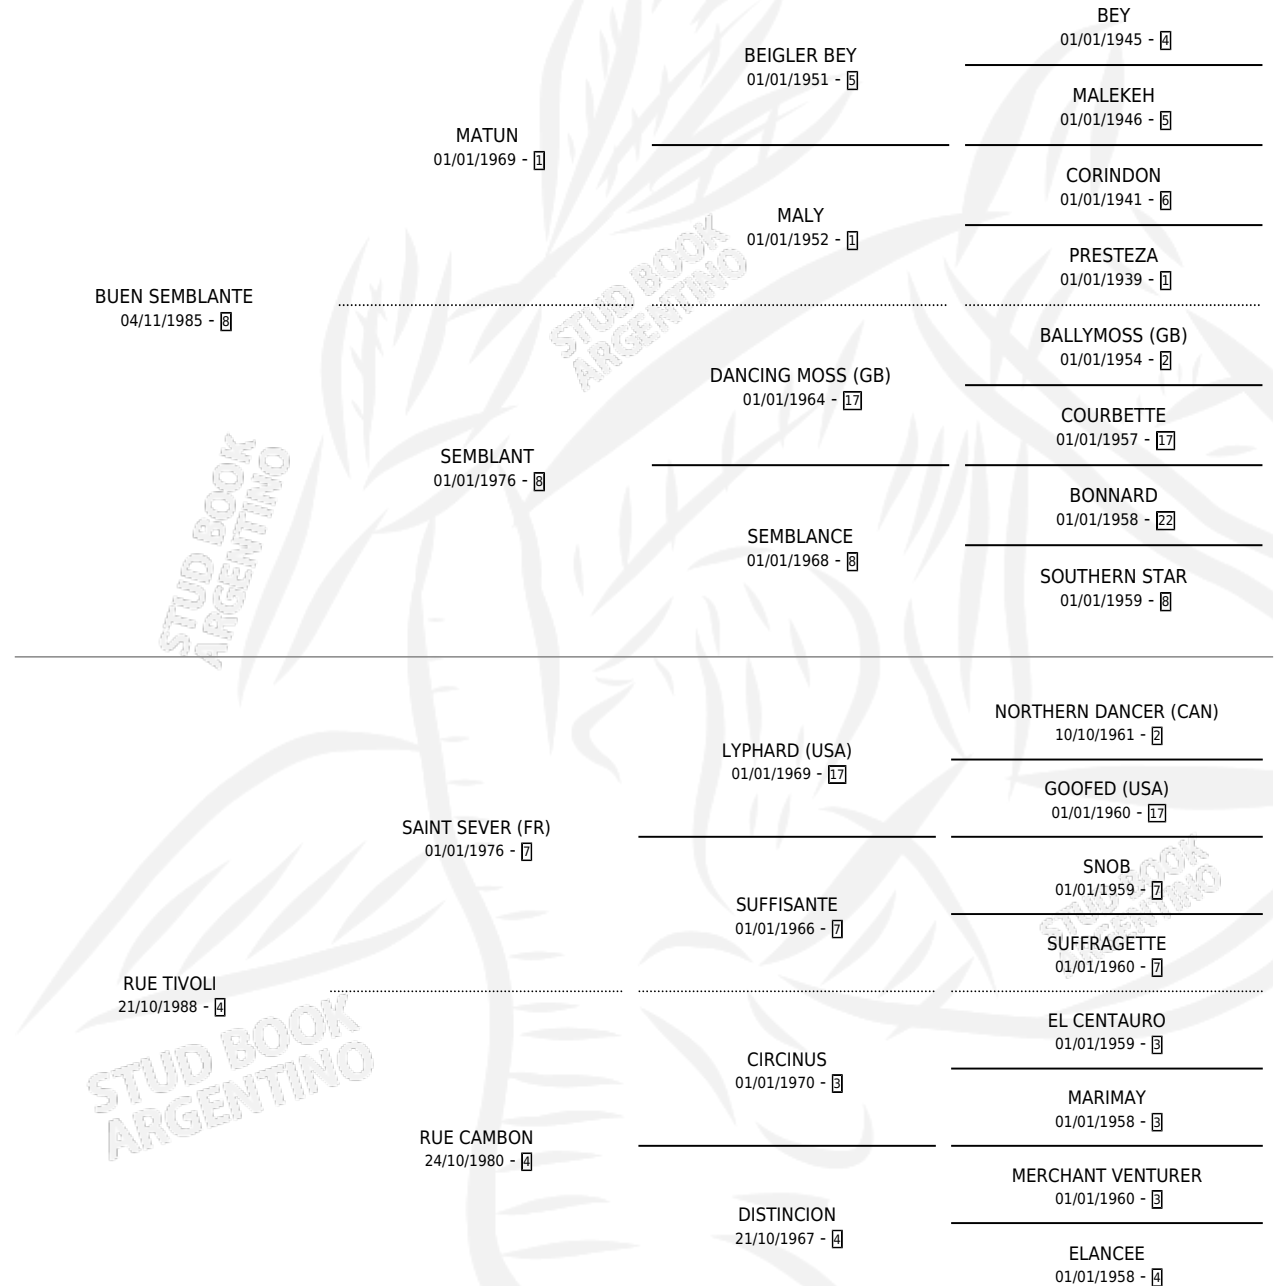 BEY
01/01/1945 - 4
BEIGLER BEY
01/01/1951 - 5
MALEKEH
01/01/1946 - 5
MATUN
01/01/1969 - 1
CORINDON
01/01/1941 - 6
MALY
01/01/1952 - 1
PRESTEZA
01/01/1939 - 1
BUEN SEMBLANTE
04/11/1985 - 8
BALLYMOSS (GB)
01/01/1954 - 2
DANCING MOSS (GB)
01/01/1964 - 17
COURBETTE
01/01/1957 - 17
SEMBLANT
01/01/1976 - 8
BONNARD
01/01/1958 - 22
SEMBLANCE
01/01/1968 - 8
SOUTHERN STAR
01/01/1959 - 8
STUD BOOK
ARGENTINO
STUD BOOK
ARGENTINO
NORTHERN DANCER (CAN)
10/10/1961 - 2
LYPHARD (USA)
01/01/1969 - 17
GOOFED (USA)
01/01/1960 - 17
SAINT SEVER (FR)
01/01/1976 - 7
SNOB
01/01/1959 - 7
SUFFISANTE
01/01/1966 - 7
SUFFRAGETTE
01/01/1960 - 7
RUE TIVOLI
21/10/1988 - 4
EL CENTAURO
01/01/1959 - 3
CIRCINUS
01/01/1970 - 3
MARIMAY
01/01/1958 - 3
RUE CAMBON
24/10/1980 - 4
MERCHANT VENTURER
01/01/1960 - 3
DISTINCION
21/10/1967 - 4
ELANCEE
01/01/1958 - 4
STUD BOOK
ARGENTINO
STUD BOOK
ARGENTINO